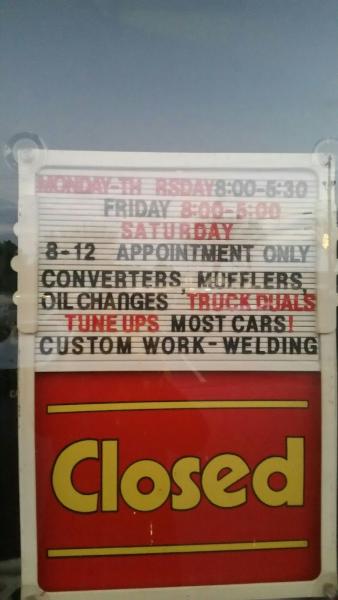 MONDAY-TH RSDAY8:00-5:30
FRIDAY 8:00-5:00
SATURDAY
8-12 APPOINTMENT ONLY
CONVERTERS, MUFFLERS,
OIL CHANGES TRUCK DUALS
TUNE UPS MOST CARS!
CUSTOM WORK-WELDING
Closed